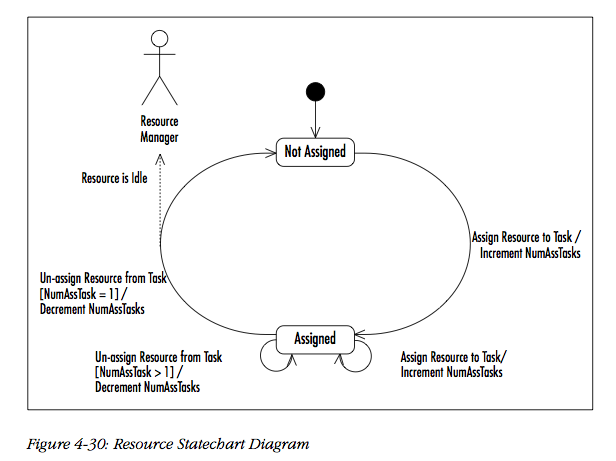 Resource
Manager
Not Assigned
Resource is Idle
Assign Resource to Task /
Increment NumAssTasks
Un-assign Resource from Task
[NumAssTask = 1] /
Decrement NumAssTasks
Assigned
Un-assign Resource from Task
[NumAssTask > 1] /
Decrement NumAssTasks
Assign Resource to Task/
Increment NumAssTasks
Figure 4-30: Resource Statechart Diagram